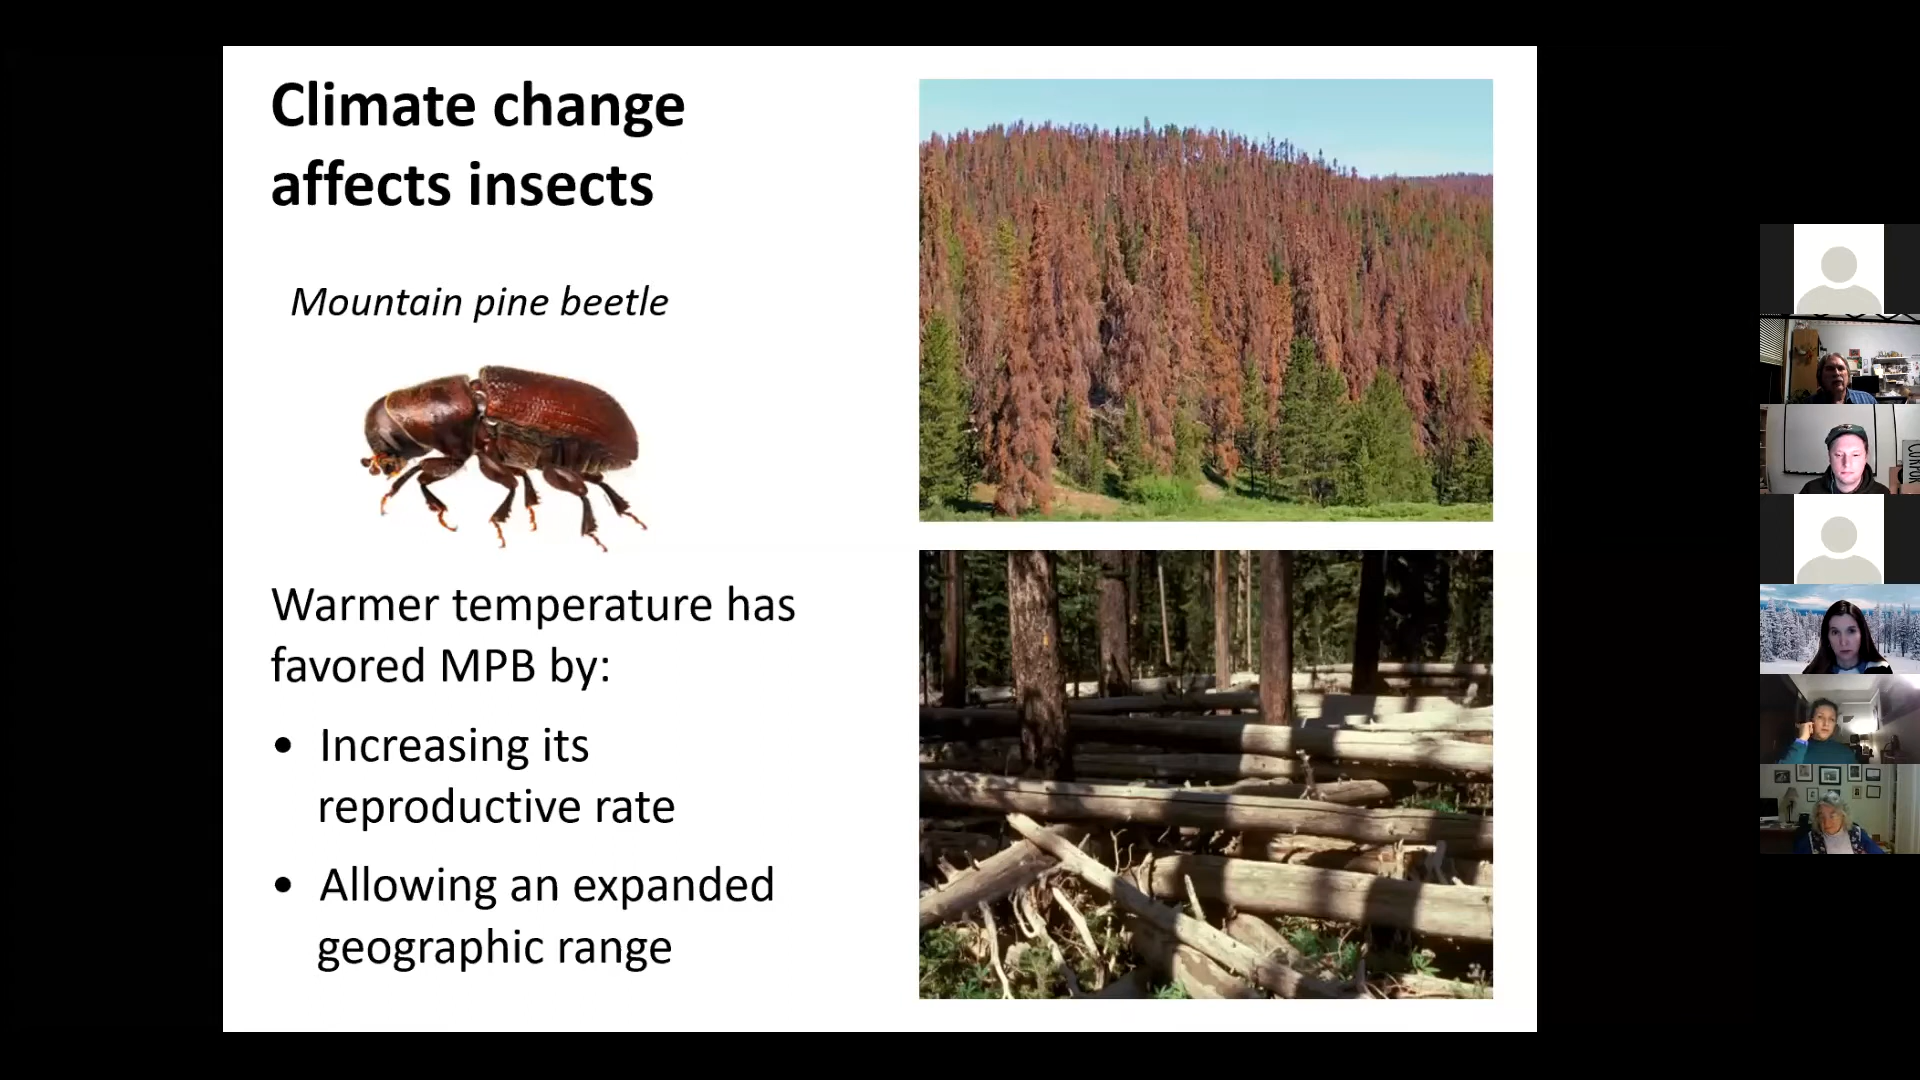 Climate change
affects insects
Mountain pine beetle
Warmer temperature has
favored MPB by:
• Increasing its
reproductive rate
• Allowing an expanded
geographic range